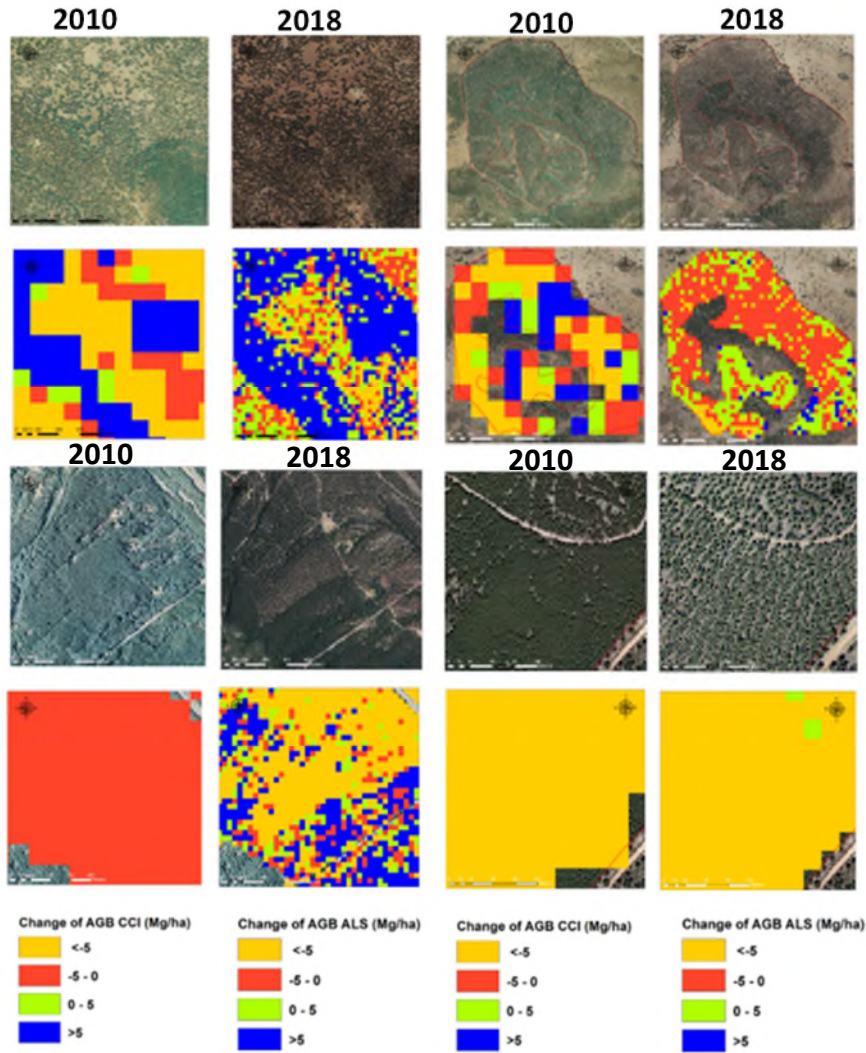 2010 2018 2010 2018
2010 2018 2010 2018
Change of AGB CCI (Mg/ha) Change of AGB ALS (Mg/ha) Change of AGB CCI (Mg/ha) Change of AGB ALS (Mg/ha)
<-5 <-5 <-5 <-5
-5 - 0 -5 - 0 -5 - 0 -5 - 0
0 - 5 0 - 5 0 - 5 0 - 5
>5 >5 >5 >5